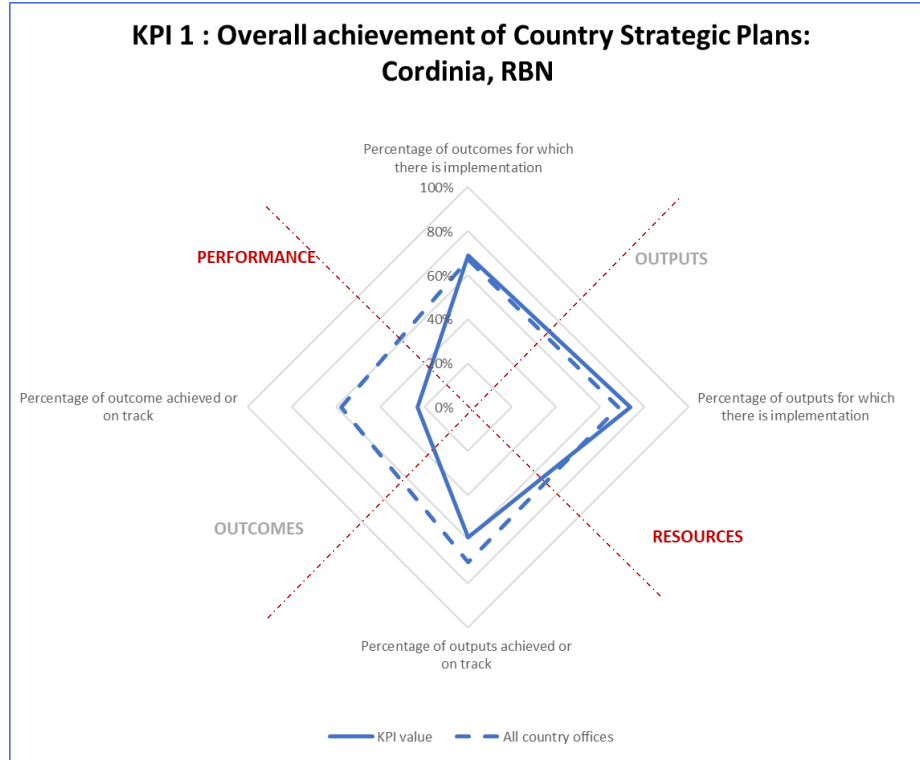 KPI 1 : Overall achievement of Country Strategic Plans:
Cordinia, RBN
Percentage of outcomes for which
there is implementation
100%
80%
60%
40%
20%
0%
PERFORMANCE
OUTPUTS
Percentage of outcome achieved or
on track
Percentage of outputs for which
there is implementation
OUTCOMES
RESOURCES
Percentage of outputs achieved or
on track
KPI value
All country offices